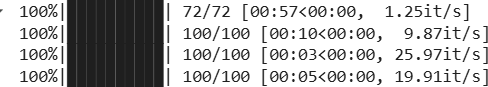 100%|██████████| 72/72 [00:57<00:00, 1.25it/s]
100%|██████████| 100/100 [00:10<00:00, 9.87it/s]
100%|██████████| 100/100 [00:03<00:00, 25.97it/s]
100%|██████████| 100/100 [00:05<00:00, 19.91it/s]